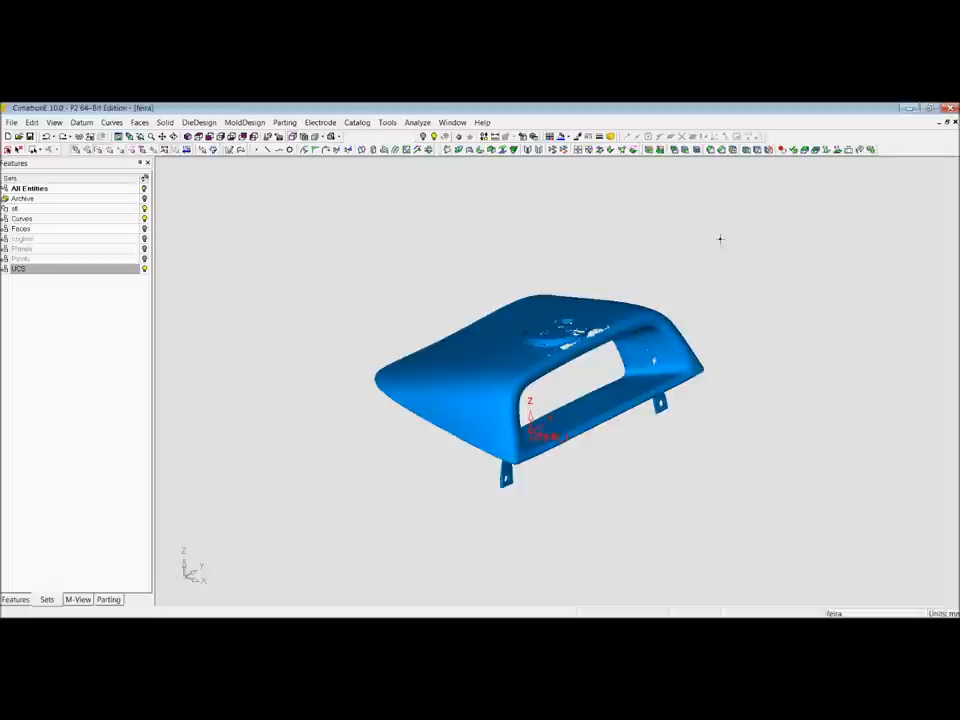 CimatronE 10.0 - P2 64-Bit Edition - [feira]
File Edit View Datum Curves Faces Solid DieDesign MoldDesign Parting Electrode Catalog Tools Analyze Window Help
Features
Sets
All Entities
Archive
stl
Curves
Faces
original
Planes
Points
UCS
Z
Z
Y
X
Features Sets M-View Parting
feira Units: mm